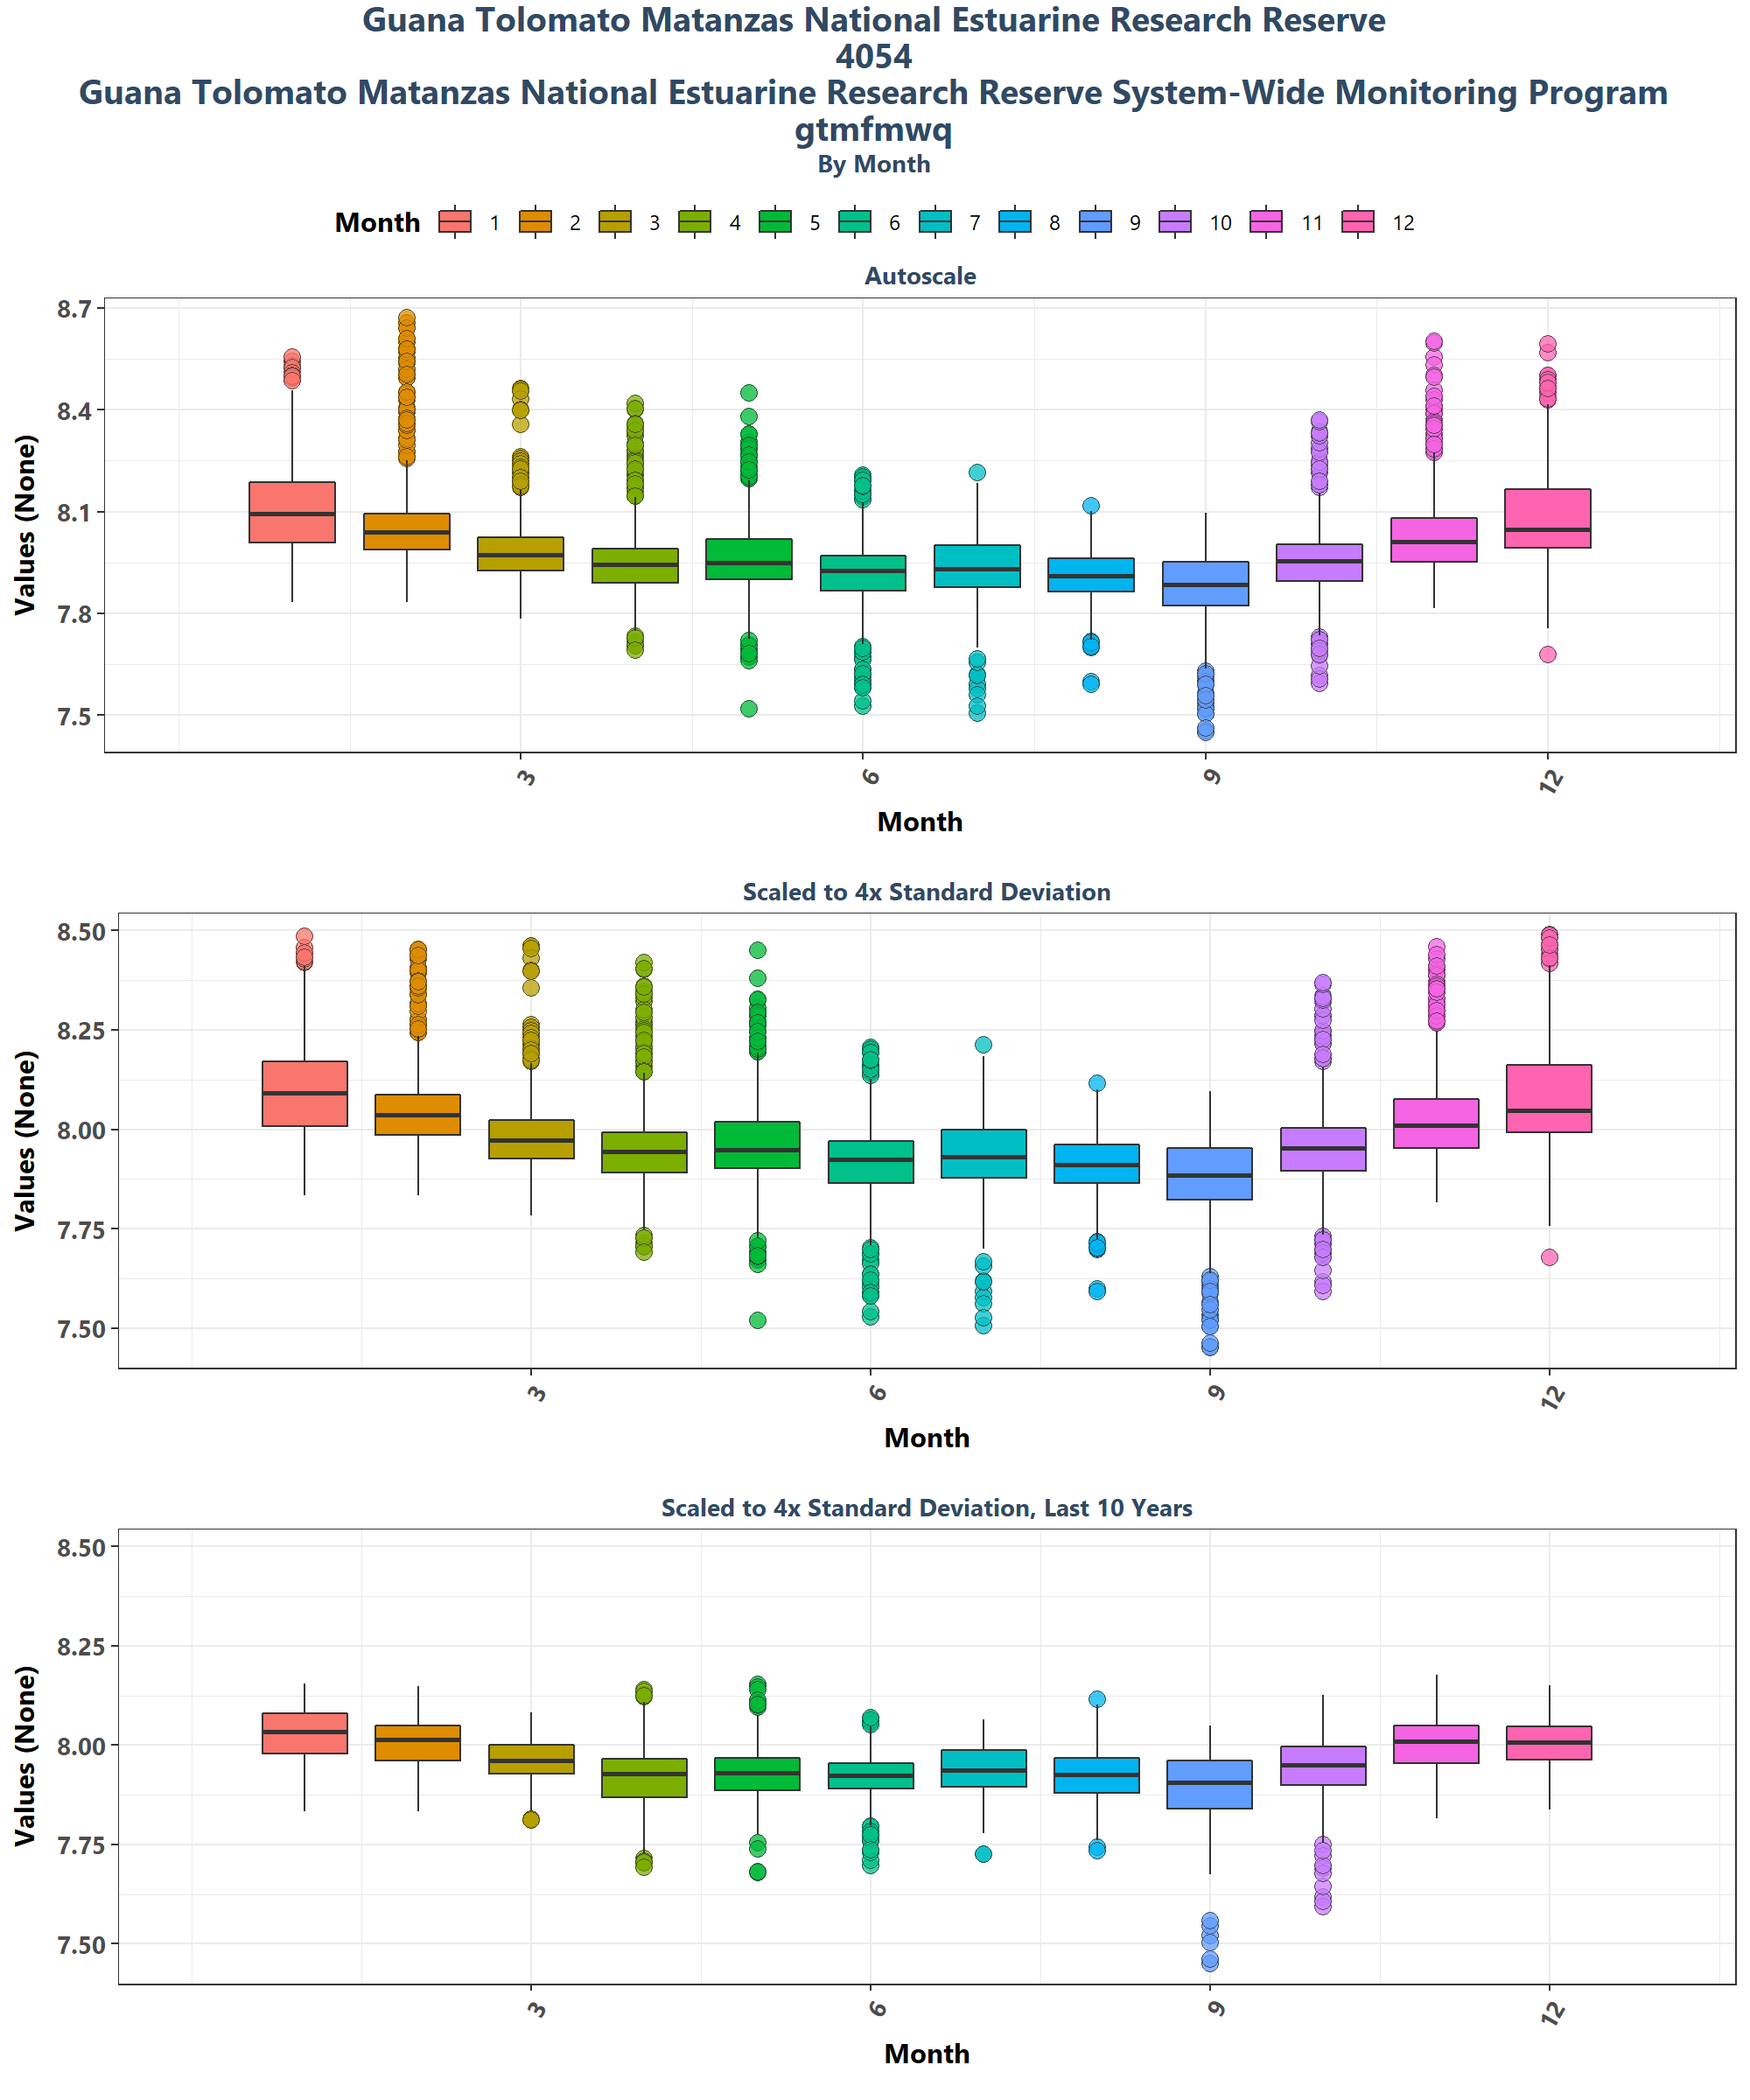 Guana Tolomato Matanzas National Estuarine Research Reserve
4054
Guana Tolomato Matanzas National Estuarine Research Reserve System-Wide Monitoring Program
gtmfmwq
By Month
Month 1 2 3 4 5 6 7 8 9 10 11 12
Autoscale
Values (None)
8.7
8.4
8.1
7.8
7.5
3 6 9 12
Month
Scaled to 4x Standard Deviation
Values (None)
8.50
8.25
8.00
7.75
7.50
3 6 9 12
Month
Scaled to 4x Standard Deviation, Last 10 Years
Values (None)
8.50
8.25
8.00
7.75
7.50
3 6 9 12
Month